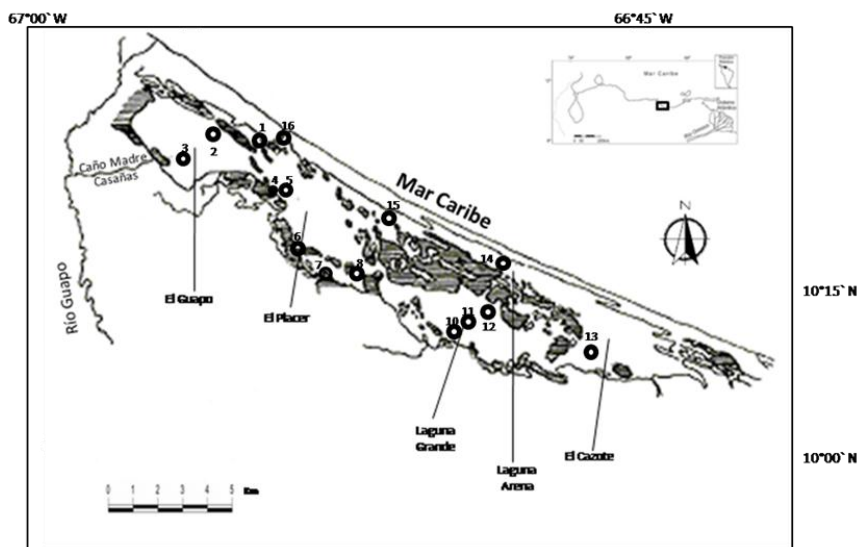 67°00` W
66°45` W
Mar Caribe
1
16
2
3
Caño Madre
Casañas
4
5
Mar Caribe
15
N
6
7
8
14
Río Guapo
El Guapo
El Placer
10°15` N
11
12
10
13
Laguna
Grande
Laguna
Arena
El Cazote
10°00` N
0 1 2 3 4 5
Km